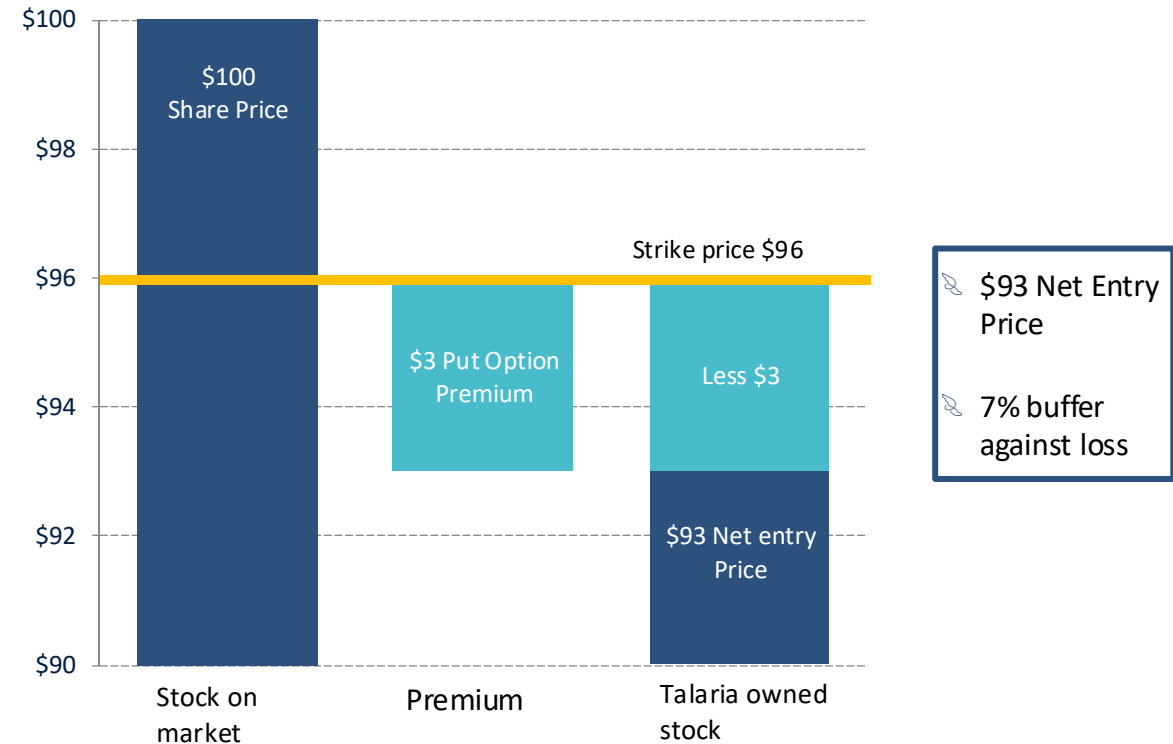 $100
$98
$96
$94
$92
$90
$100
Share Price
Strike price $96
$3 Put Option
Premium
Less $3
$93 Net entry
Price
Stock on
market
Premium
Talaria owned
stock
$93 Net Entry
Price
7% buffer
against loss